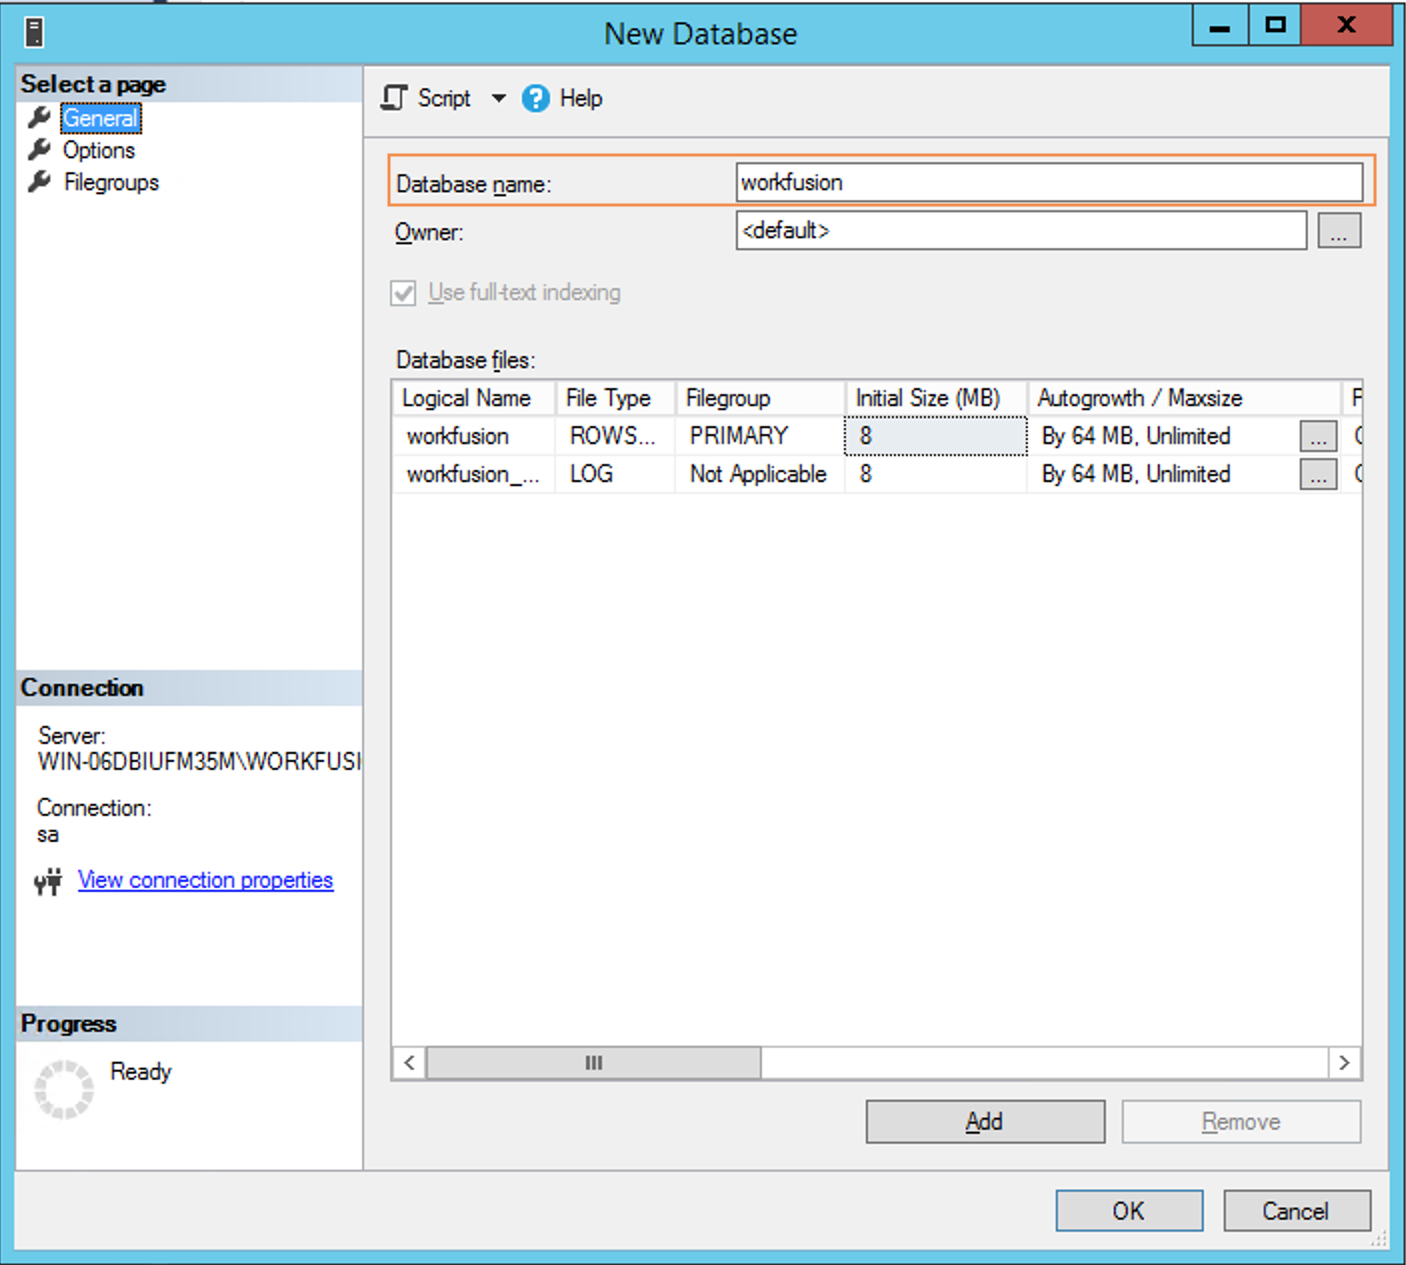 New Database
Select a page
General
Options
Filegroups
Script Help
Database name: workfusion
Owner: <default> ...
Use full-text indexing
Database files:
Logical Name File Type Filegroup Initial Size (MB) Autogrowth / Maxsize
workfusion ROWS... PRIMARY 8 By 64 MB, Unlimited ...
workfusion_... LOG Not Applicable 8 By 64 MB, Unlimited ...
Connection
Server:
WIN-06DBIUFM35M\WORKFUSI
Connection:
sa
View connection properties
Progress
Ready
Add Remove
OK Cancel